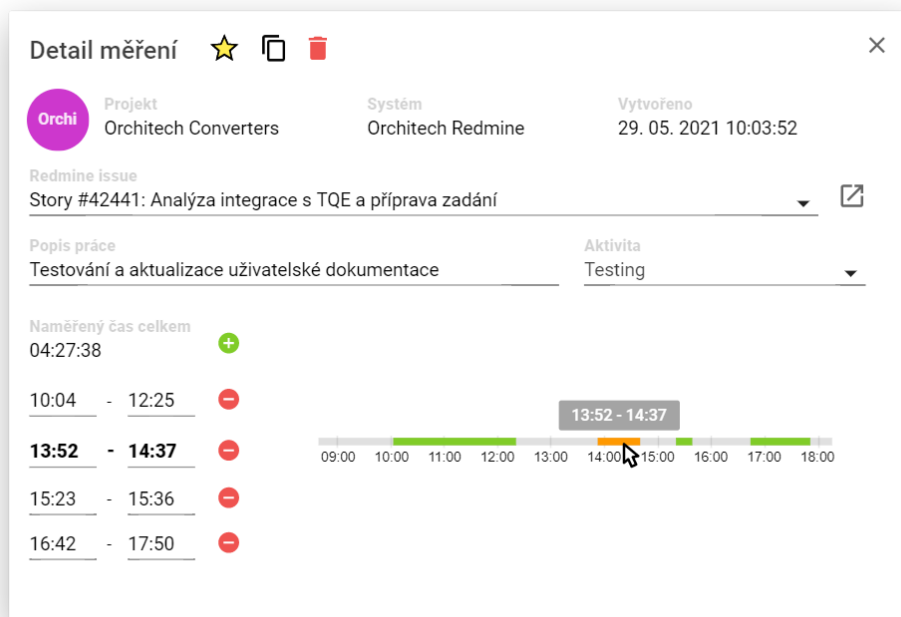 Detail měření
Orchi
Projekt
Orchitech Converters
Systém
Orchitech Redmine
Vytvořeno
29. 05. 2021 10:03:52
Redmine issue
Story #42441: Analýza integrace s TQE a příprava zadání
Popis práce
Testování a aktualizace uživatelské dokumentace
Aktivita
Testing
Naměřený čas celkem
04:27:38
10:04 - 12:25
13:52 - 14:37
15:23 - 15:36
16:42 - 17:50
13:52 - 14:37
09:00 10:00 11:00 12:00 13:00 14:00 15:00 16:00 17:00 18:00